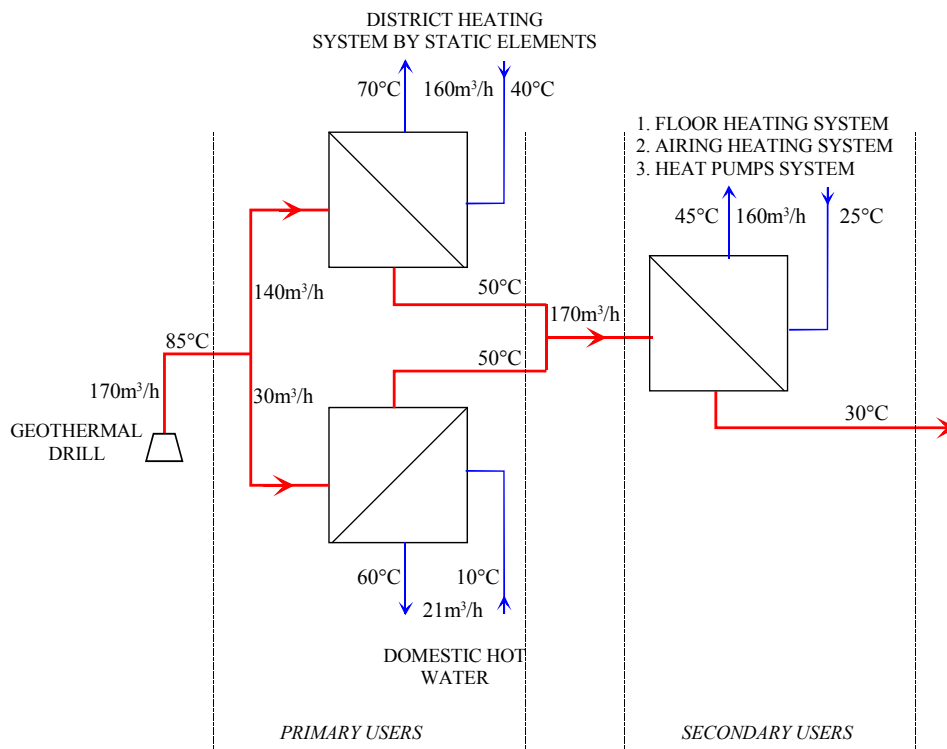 DISTRICT HEATING
SYSTEM BY STATIC ELEMENTS
70°C
160m³/h
40°C
1. FLOOR HEATING SYSTEM
2. AIRING HEATING SYSTEM
3. HEAT PUMPS SYSTEM
45°C
160m³/h
25°C
140m³/h
50°C
170m³/h
85°C
50°C
170m³/h
30m³/h
30°C
GEOTHERMAL
DRILL
60°C
10°C
21m³/h
DOMESTIC HOT
WATER
PRIMARY USERS
SECONDARY USERS